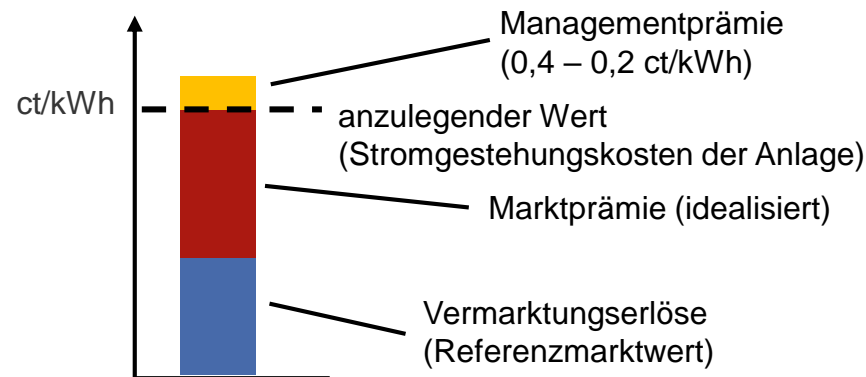 Managementprämie
(0,4 – 0,2 ct/kWh)
ct/kWh
anzulegender Wert
(Stromgestehungskosten der Anlage)
Marktprämie (idealisiert)
Vermarktungserlöse
(Referenzmarktwert)